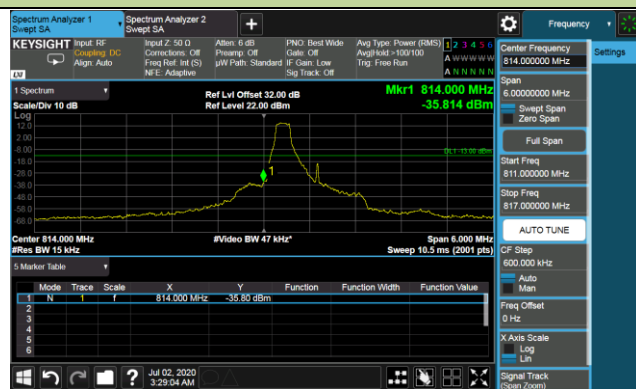 Spectrum Analyzer 1
Swept SA
Spectrum Analyzer 2
Swept SA
+
Frequency
KEYSIGHT
Input: RF
Coupling: DC
Align: Auto
Input Z: 50 Ω
Corrections: Off
Freq Ref: Int (S)
NFE: Adaptive
Atten: 6 dB
Preamp: Off
µW Path: Standard
PNO: Best Wide
Gate: Off
IF Gain: Low
Sig Track: Off
Avg Type: Power (RMS)
Avg|Hold:>100/100
Trig: Free Run
1 2 3 4 5 6
A W W W W W
A N N N N N
LXI
1 Spectrum
Scale/Div 10 dB
Log
Ref Lvl Offset 32.00 dB
Ref Level 22.00 dBm
Mkr1 814.000 MHz
-35.814 dBm
12.0
2.00
-8.00
-18.0
-28.0
-38.0
-48.0
-58.0
-68.0
DL1 -13.00 dBm
1
Center 814.000 MHz
#Res BW 15 kHz
#Video BW 47 kHz*
Span 6.000 MHz
Sweep 10.5 ms (2001 pts)
5 Marker Table
Mode Trace Scale X Y Function Function Width Function Value
1 N 1 f 814.000 MHz -35.80 dBm
2
3
4
5
6
Jul 02, 2020
3:29:04 AM
Center Frequency
814.000000 MHz
Settings
Span
6.00000000 MHz
Swept Span
Zero Span
Full Span
Start Freq
811.000000 MHz
Stop Freq
817.000000 MHz
AUTO TUNE
CF Step
600.000 kHz
Auto
Man
Freq Offset
0 Hz
X Axis Scale
Log
Lin
Signal Track
(Span Zoom)